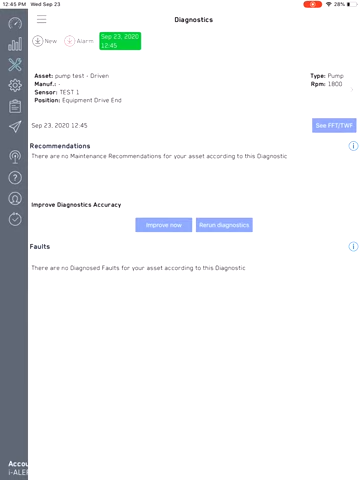 12:45 PM Wed Sep 23
28%
Diagnostics
New
Alarm
Sep 23, 2020
12:45
Asset: pump test - Driven
Type: Pump
Manuf.: -
Rpm: 1800
Sensor: TEST 1
Position: Equipment Drive End
Sep 23, 2020 12:45
See FFT/TWF
Recommendations
There are no Maintenance Recommendations for your asset according to this Diagnostic
Improve Diagnostics Accuracy
Improve now
Rerun diagnostics
Faults
There are no Diagnosed Faults for your asset according to this Diagnostic
Accou
i-ALER